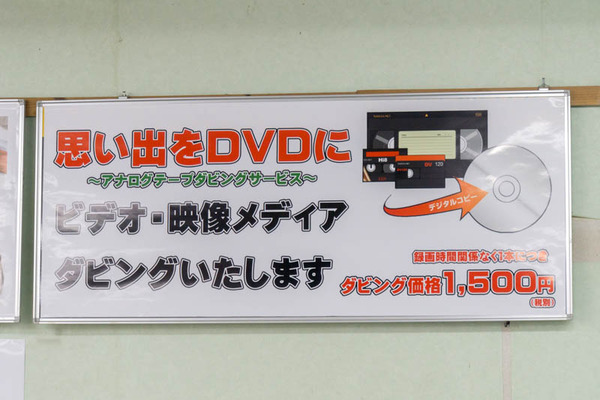 思い出をDVDに
～アナログテープダビングサービス～
ビデオ・映像メディア
ダビングいたします
Hi8
120
デジタルコピー
録画時間関係なく1本につき
ダビング価格1,500円
(税別)